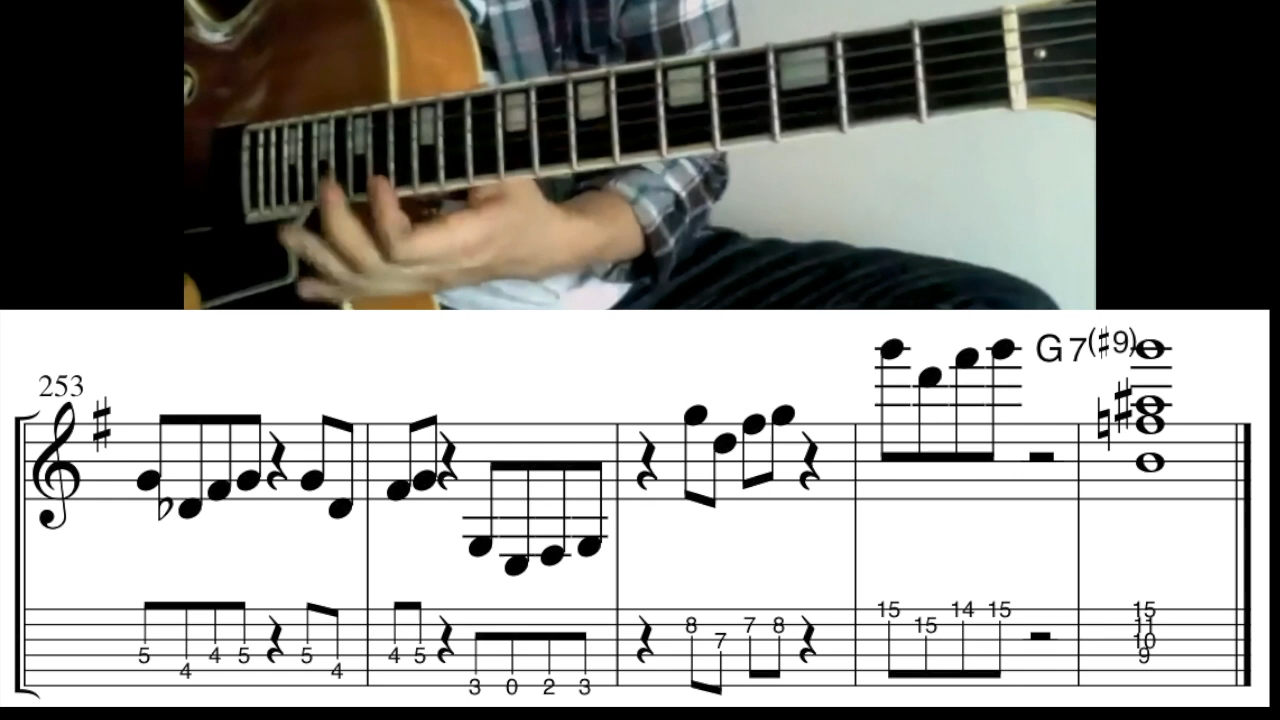 253
G7(♯9)
15 14 15 15
8 7 8 11
15 7 10
5 4 5 5 4 5 9
4 4
3 0 2 3